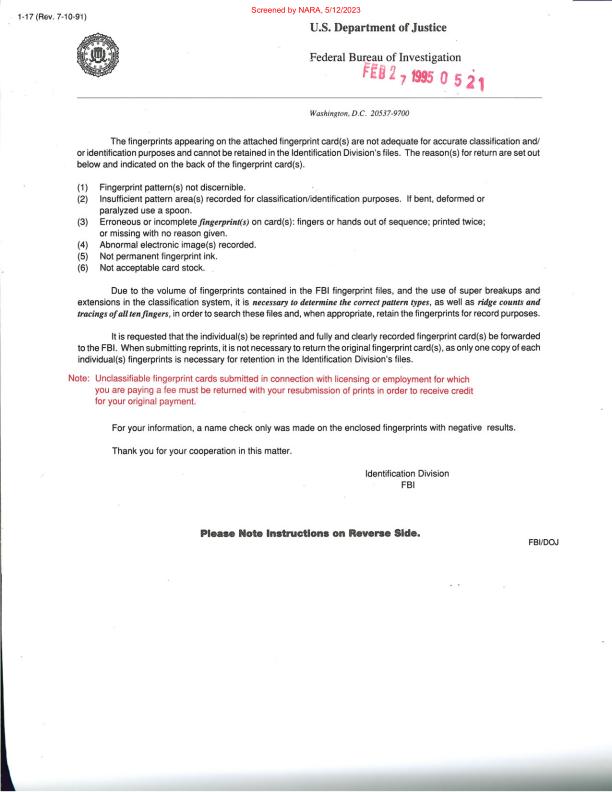 Screened by NARA, 5/12/2023
1-17 (Rev. 7-10-91)
U.S. Department of Justice
Federal Bureau of Investigation
FEB 27 1995 0521
Washington, D.C. 20537-9700
The fingerprints appearing on the attached fingerprint card(s) are not adequate for accurate classification and/
or identification purposes and cannot be retained in the Identification Division's files. The reason(s) for return are set out
below and indicated on the back of the fingerprint card(s).
(1) Fingerprint pattern(s) not discernible.
(2) Insufficient pattern area(s) recorded for classification/identification purposes. If bent, deformed or
paralyzed use a spoon.
(3) Erroneous or incomplete fingerprint(s) on card(s): fingers or hands out of sequence; printed twice;
or missing with no reason given.
(4) Abnormal electronic image(s) recorded.
(5) Not permanent fingerprint ink.
(6) Not acceptable card stock.
Due to the volume of fingerprints contained in the FBI fingerprint files, and the use of super breakups and
extensions in the classification system, it is necessary to determine the correct pattern types, as well as ridge counts and
tracings of all ten fingers, in order to search these files and, when appropriate, retain the fingerprints for record purposes.
It is requested that the individual(s) be reprinted and fully and clearly recorded fingerprint card(s) be forwarded
to the FBI. When submitting reprints, it is not necessary to return the original fingerprint card(s), as only one copy of each
individual(s) fingerprints is necessary for retention in the Identification Division's files.
Note: Unclassifiable fingerprint cards submitted in connection with licensing or employment for which
you are paying a fee must be returned with your resubmission of prints in order to receive credit
for your original payment.
For your information, a name check only was made on the enclosed fingerprints with negative results.
Thank you for your cooperation in this matter.
Identification Division
FBI
Please Note Instructions on Reverse Side.
FBI/DOJ